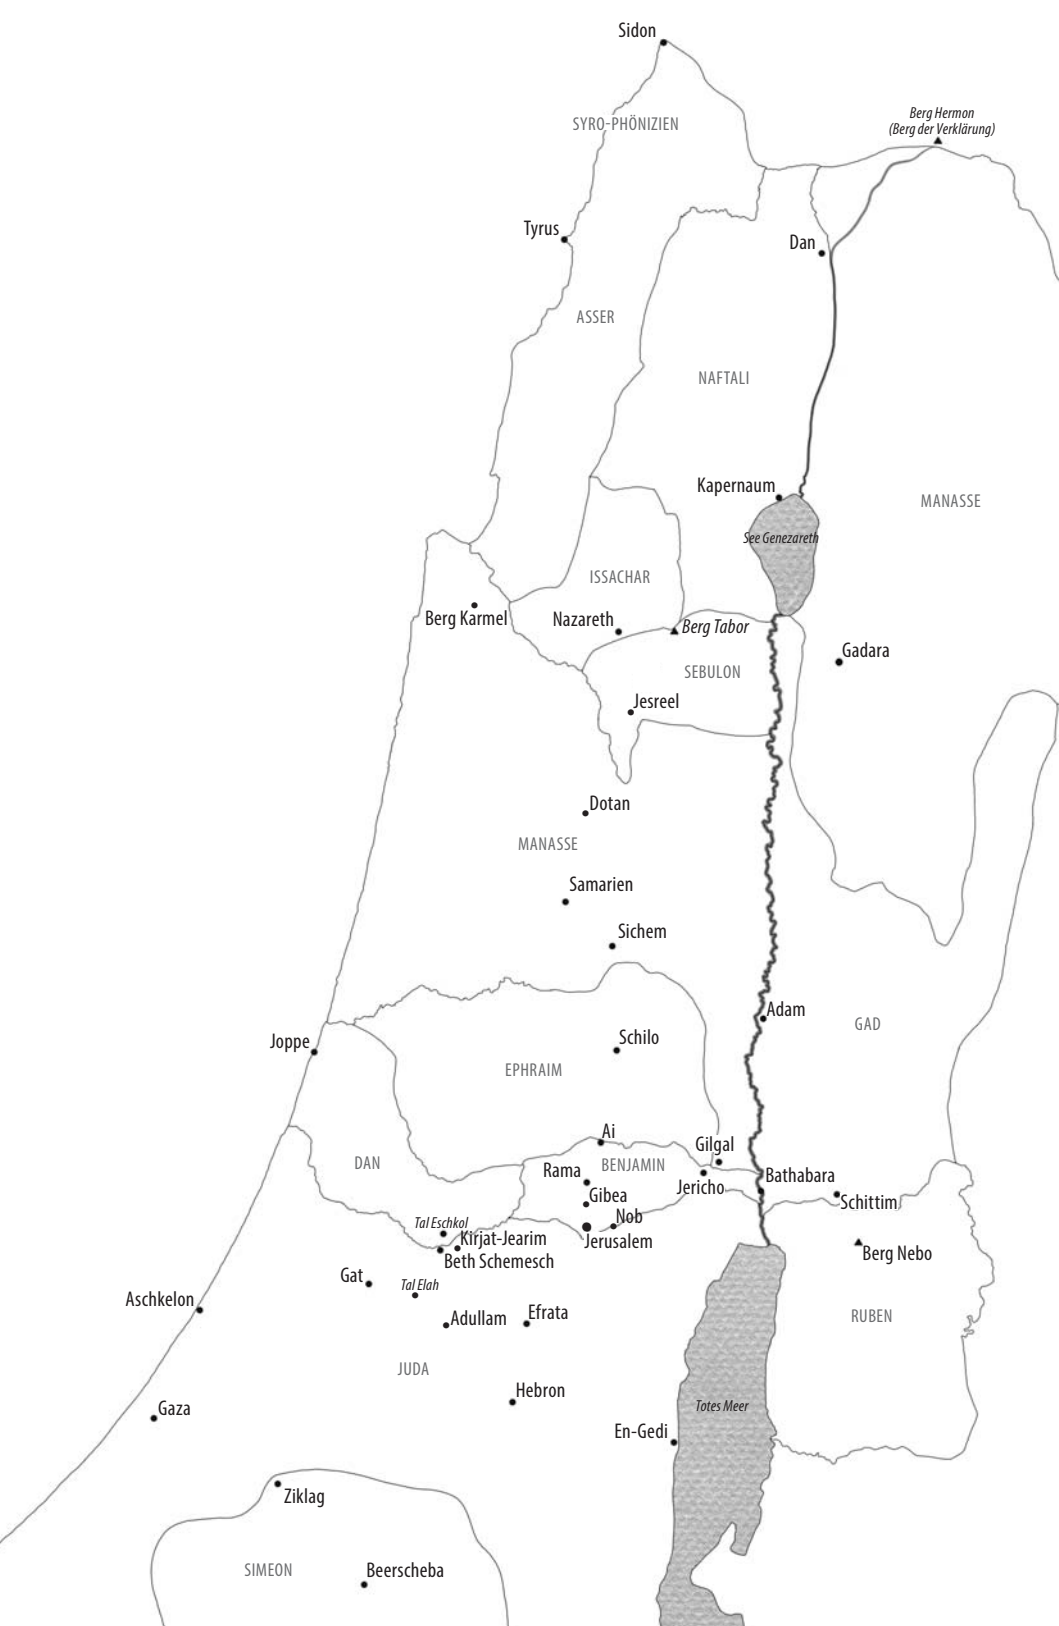 Sidon
Berg Hermon
(Berg der Verklärung)
SYRO-PHÖNIZIEN
Tyrus
Dan
ASSER
NAFTALI
Kapernaum
MANASSE
See Genezareth
ISSACHAR
Berg Karmel
Nazareth
Berg Tabor
Gadara
SEBULON
Jesreel
Dotan
MANASSE
Samarien
Sichem
Adam
GAD
Joppe
Schilo
EPHRAIM
Ai
Gilgal
DAN
Rama
BENJAMIN
Jericho
Bathabara
Gibea
Schittim
Nob
Tal Eschkol
Kirjat-Jearim
Jerusalem
Beth Schemesch
Berg Nebo
Gat
Tal Elah
Aschkelon
Adullam
Efrata
RUBEN
JUDA
Hebron
Totes Meer
Gaza
En-Gedi
Ziklag
SIMEON
Beerscheba